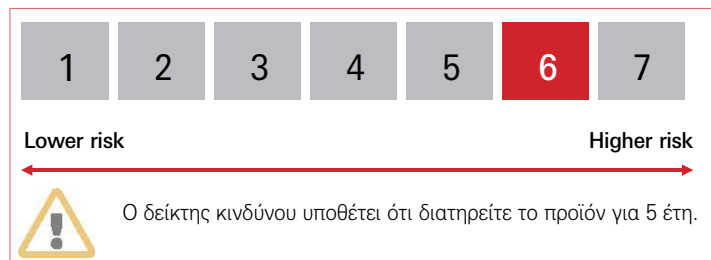 1 2 3 4 5 6 7
Lower risk Higher risk
Ο δείκτης κινδύνου υποθέτει ότι διατηρείτε το προϊόν για 5 έτη.